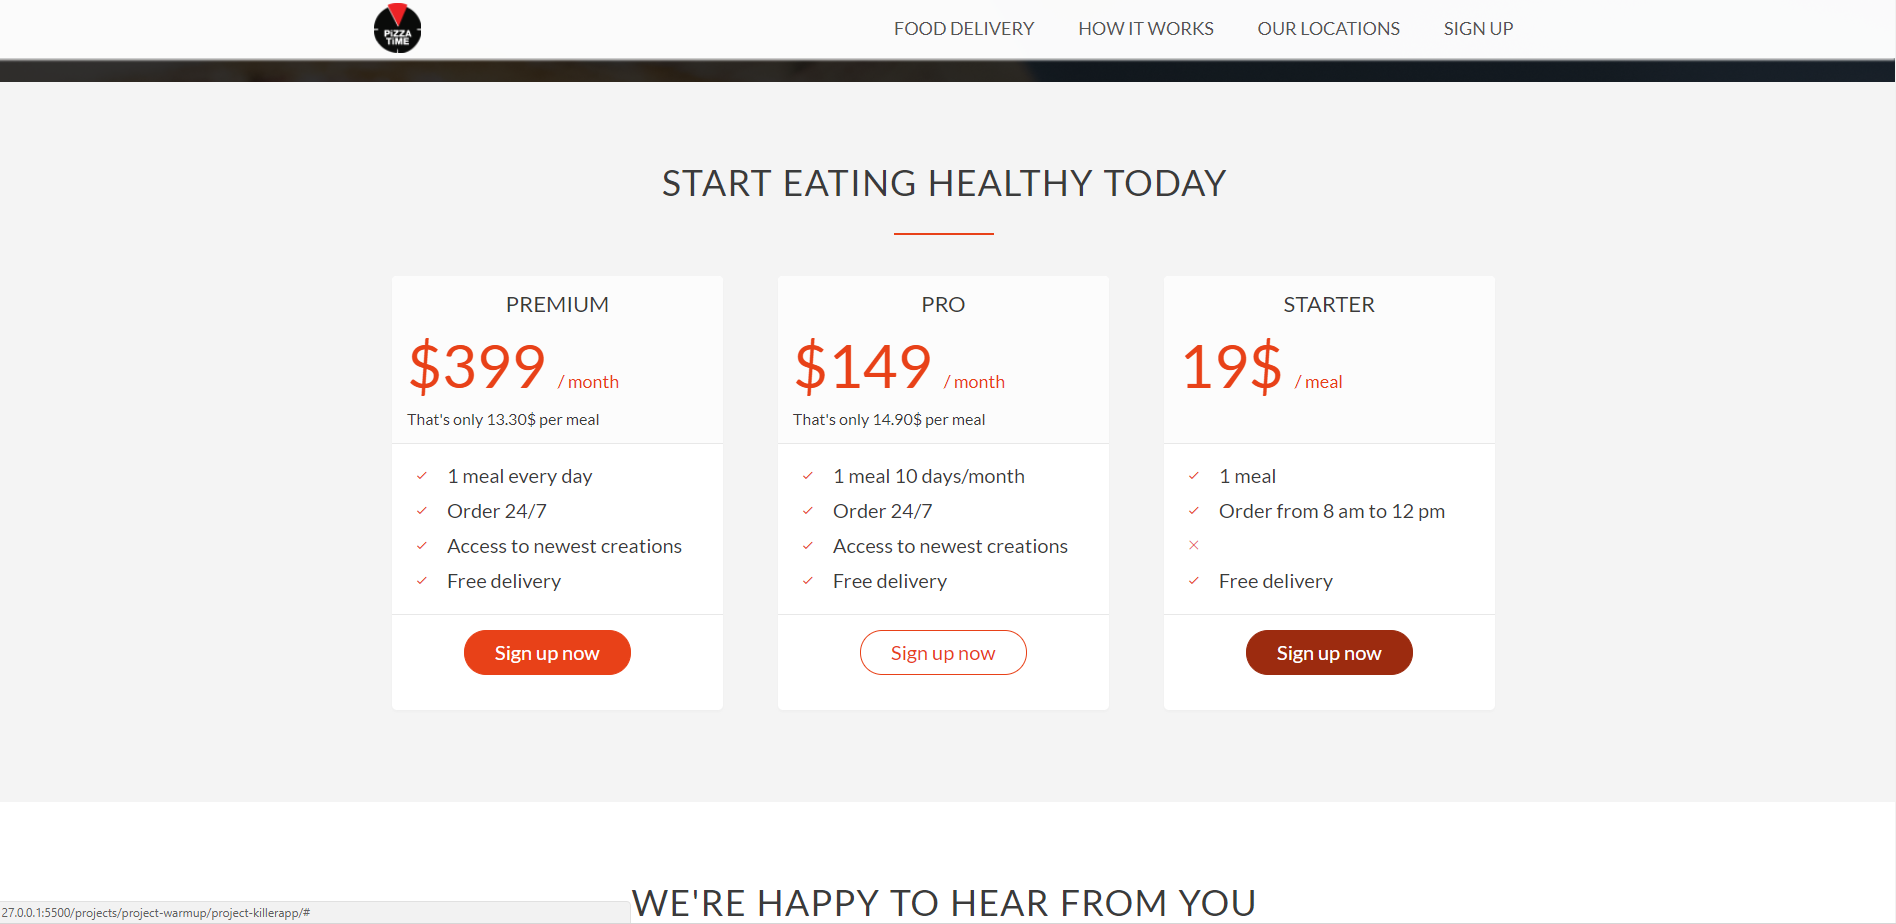 PiZZA
TiME
FOOD DELIVERY
HOW IT WORKS
OUR LOCATIONS
SIGN UP
START EATING HEALTHY TODAY
PREMIUM
$399 / month
That's only 13.30$ per meal
1 meal every day
Order 24/7
Access to newest creations
Free delivery
Sign up now
PRO
$149 / month
That's only 14.90$ per meal
1 meal 10 days/month
Order 24/7
Access to newest creations
Free delivery
Sign up now
STARTER
19$ / meal
1 meal
Order from 8 am to 12 pm
Free delivery
Sign up now
WE'RE HAPPY TO HEAR FROM YOU
27.0.0.1:5500/projects/project-warmup/project-killerapp/#